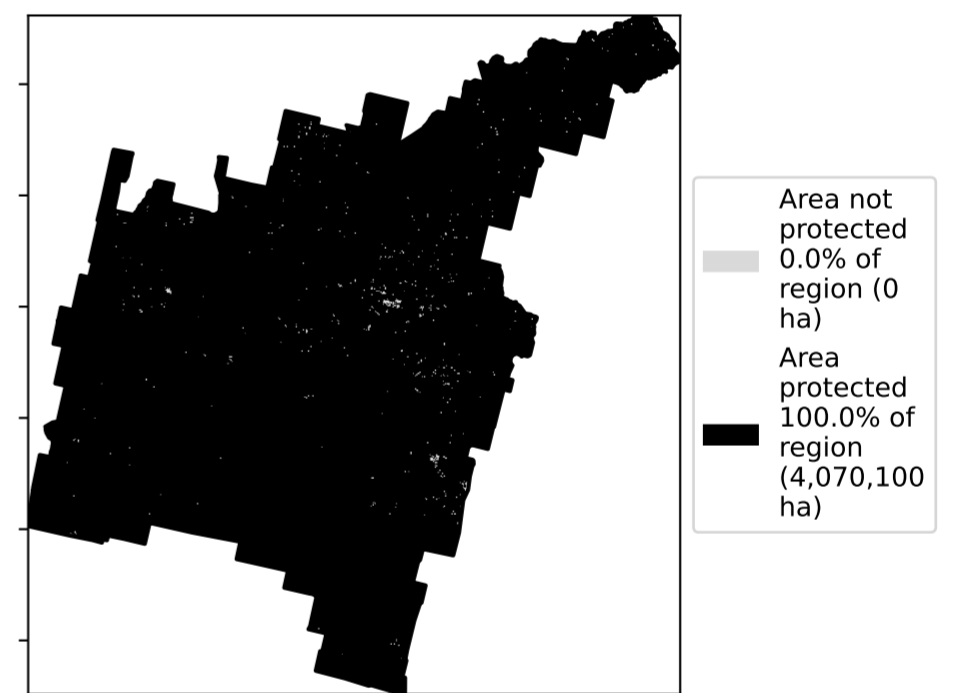 Area not
protected
0.0% of
region (0
ha)
Area
protected
100.0% of
region
(4,070,100
ha)